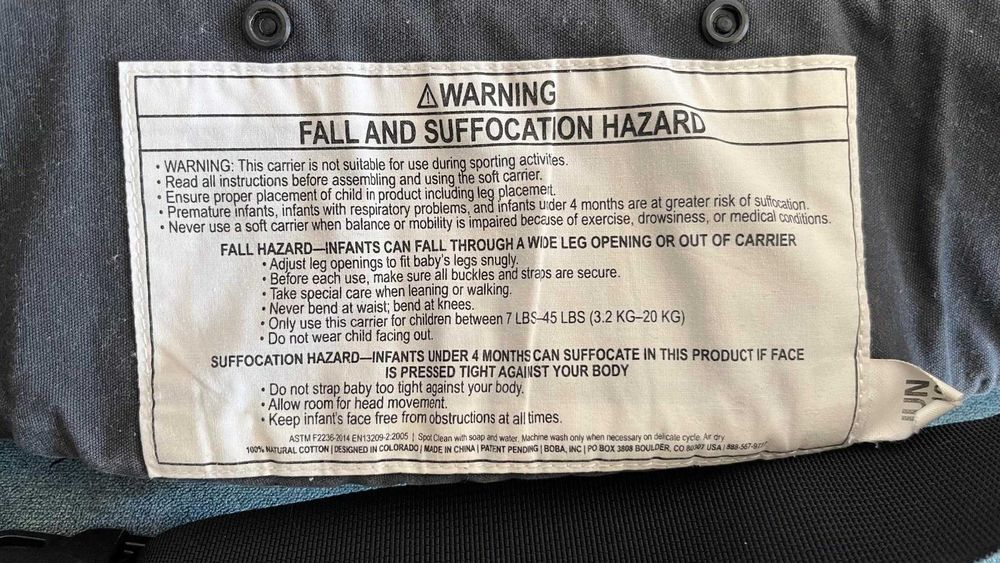 ⚠WARNING
FALL AND SUFFOCATION HAZARD
• WARNING: This carrier is not suitable for use during sporting activites.
• Read all instructions before assembling and using the soft carrier.
• Ensure proper placement of child in product including leg placement.
• Premature infants, infants with respiratory problems, and infants under 4 months are at greater risk of suffocation.
• Never use a soft carrier when balance or mobility is impaired because of exercise, drowsiness, or medical conditions.
FALL HAZARD—INFANTS CAN FALL THROUGH A WIDE LEG OPENING OR OUT OF CARRIER
• Adjust leg openings to fit baby's legs snugly.
• Before each use, make sure all buckles and straps are secure.
• Take special care when leaning or walking.
• Never bend at waist; bend at knees.
• Only use this carrier for children between 7 LBS–45 LBS (3.2 KG–20 KG)
• Do not wear child facing out.
SUFFOCATION HAZARD—INFANTS UNDER 4 MONTHS CAN SUFFOCATE IN THIS PRODUCT IF FACE
IS PRESSED TIGHT AGAINST YOUR BODY
• Do not strap baby too tight against your body.
• Allow room for head movement.
• Keep infant's face free from obstructions at all times.
ASTM F2236-2014 EN13209-2:2005 | Spot Clean with soap and water. Machine wash only when necessary on delicate cycle. Air dry
100% NATURAL COTTON | DESIGNED IN COLORADO | MADE IN CHINA | PATENT PENDING | BOBA, INC | PO BOX 3808 BOULDER, CO 80307 USA |